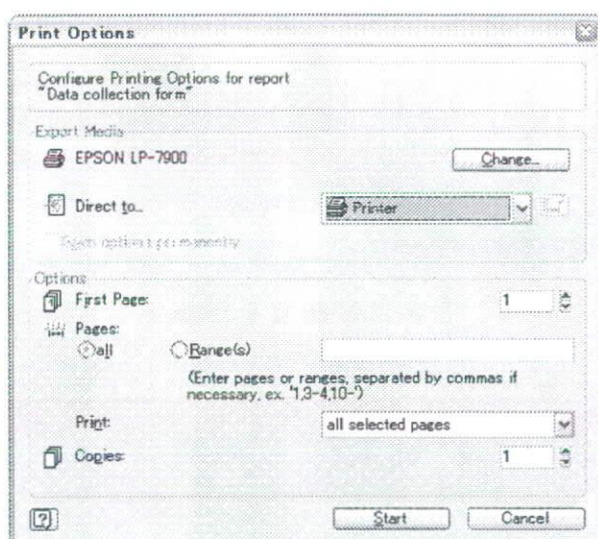 Print Options
Configure Printing Options for report
"Data collection form"
Export Media
EPSON LP-7900
Change...
Direct to...
Printer
options permanently
Options
First Page:
1
Pages:
all
Range(s)
(Enter pages or ranges, separated by commas if
necessary, ex. '1,3-4,10-')
Print:
all selected pages
Copies:
1
Start
Cancel